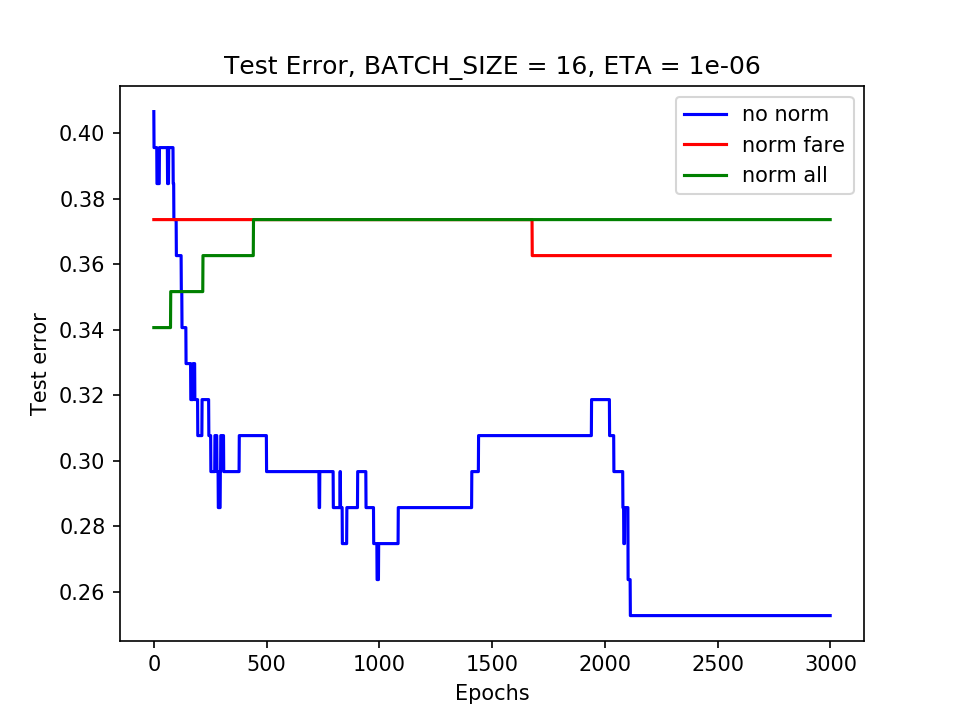 Test Error, BATCH_SIZE = 16, ETA = 1e-06
no norm
norm fare
norm all
Test error
0.40
0.38
0.36
0.34
0.32
0.30
0.28
0.26
0
500
1000
1500
2000
2500
3000
Epochs